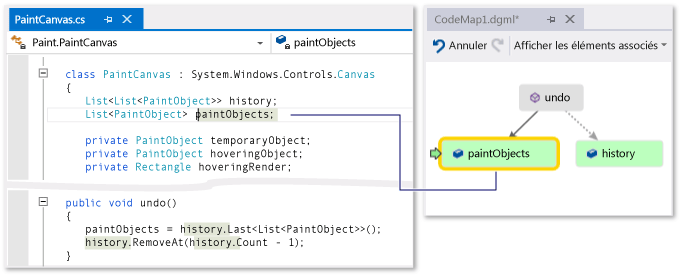 PaintCanvas.cs
Paint.PaintCanvas
paintObjects
class PaintCanvas : System.Windows.Controls.Canvas
{
List<List<PaintObject>> history;
List<PaintObject> paintObjects;
private PaintObject temporaryObject;
private PaintObject hoveringObject;
private Rectangle hoveringRender;
public void undo()
{
paintObjects = history.Last<List<PaintObject>>();
history.RemoveAt(history.Count - 1);
}
CodeMap1.dgml*
Annuler
Afficher les éléments associés
undo
paintObjects
history